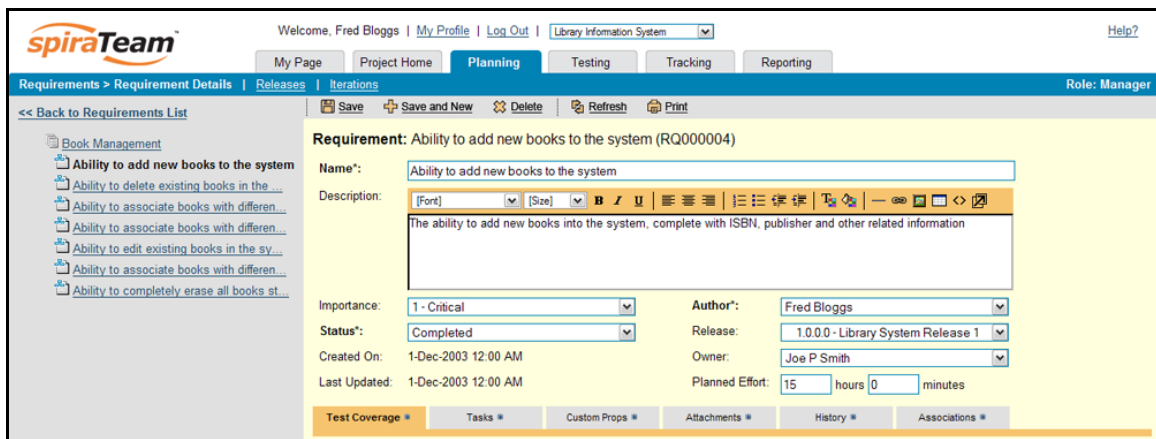 spiraTeam
Welcome, Fred Bloggs | My Profile | Log Out | Library Information System
Help?
My Page Project Home Planning Testing Tracking Reporting
Requirements > Requirement Details | Releases | Iterations Role: Manager
<< Back to Requirements List
Save Save and New Delete Refresh Print
Book Management
Ability to add new books to the system
Ability to delete existing books in the ...
Ability to associate books with differen...
Ability to associate books with differen...
Ability to edit existing books in the sy...
Ability to associate books with differen...
Ability to completely erase all books st...
Requirement: Ability to add new books to the system (RQ000004)
Name*: Ability to add new books to the system
Description: [Font] [Size] B I U
The ability to add new books into the system, complete with ISBN, publisher and other related information
Importance: 1 - Critical Author*: Fred Bloggs
Status*: Completed Release: 1.0.0.0 - Library System Release 1
Created On: 1-Dec-2003 12:00 AM Owner: Joe P Smith
Last Updated: 1-Dec-2003 12:00 AM Planned Effort: 15 hours 0 minutes
Test Coverage Tasks Custom Props Attachments History Associations